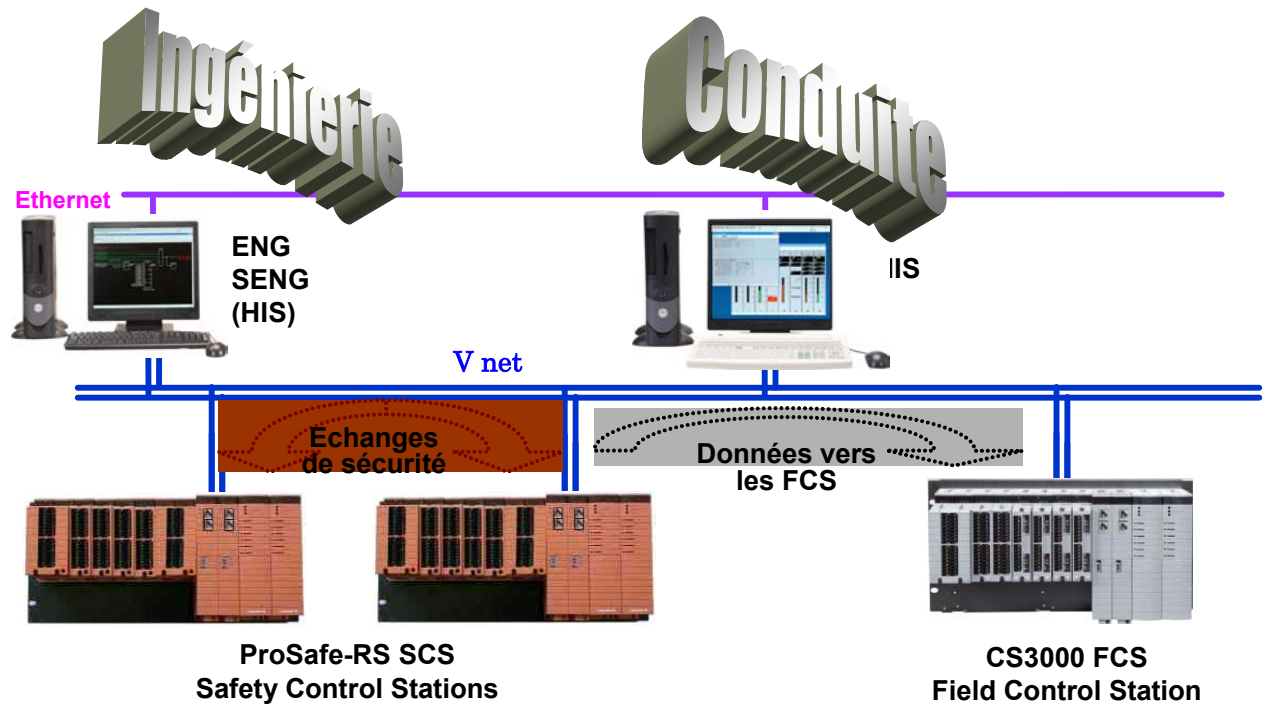 Ingénierie
Conduite
Ethernet
ENG
SENG
(HIS)
IIS
V net
Echanges
de sécurité
Données vers
les FCS
ProSafe-RS SCS
Safety Control Stations
CS3000 FCS
Field Control Station